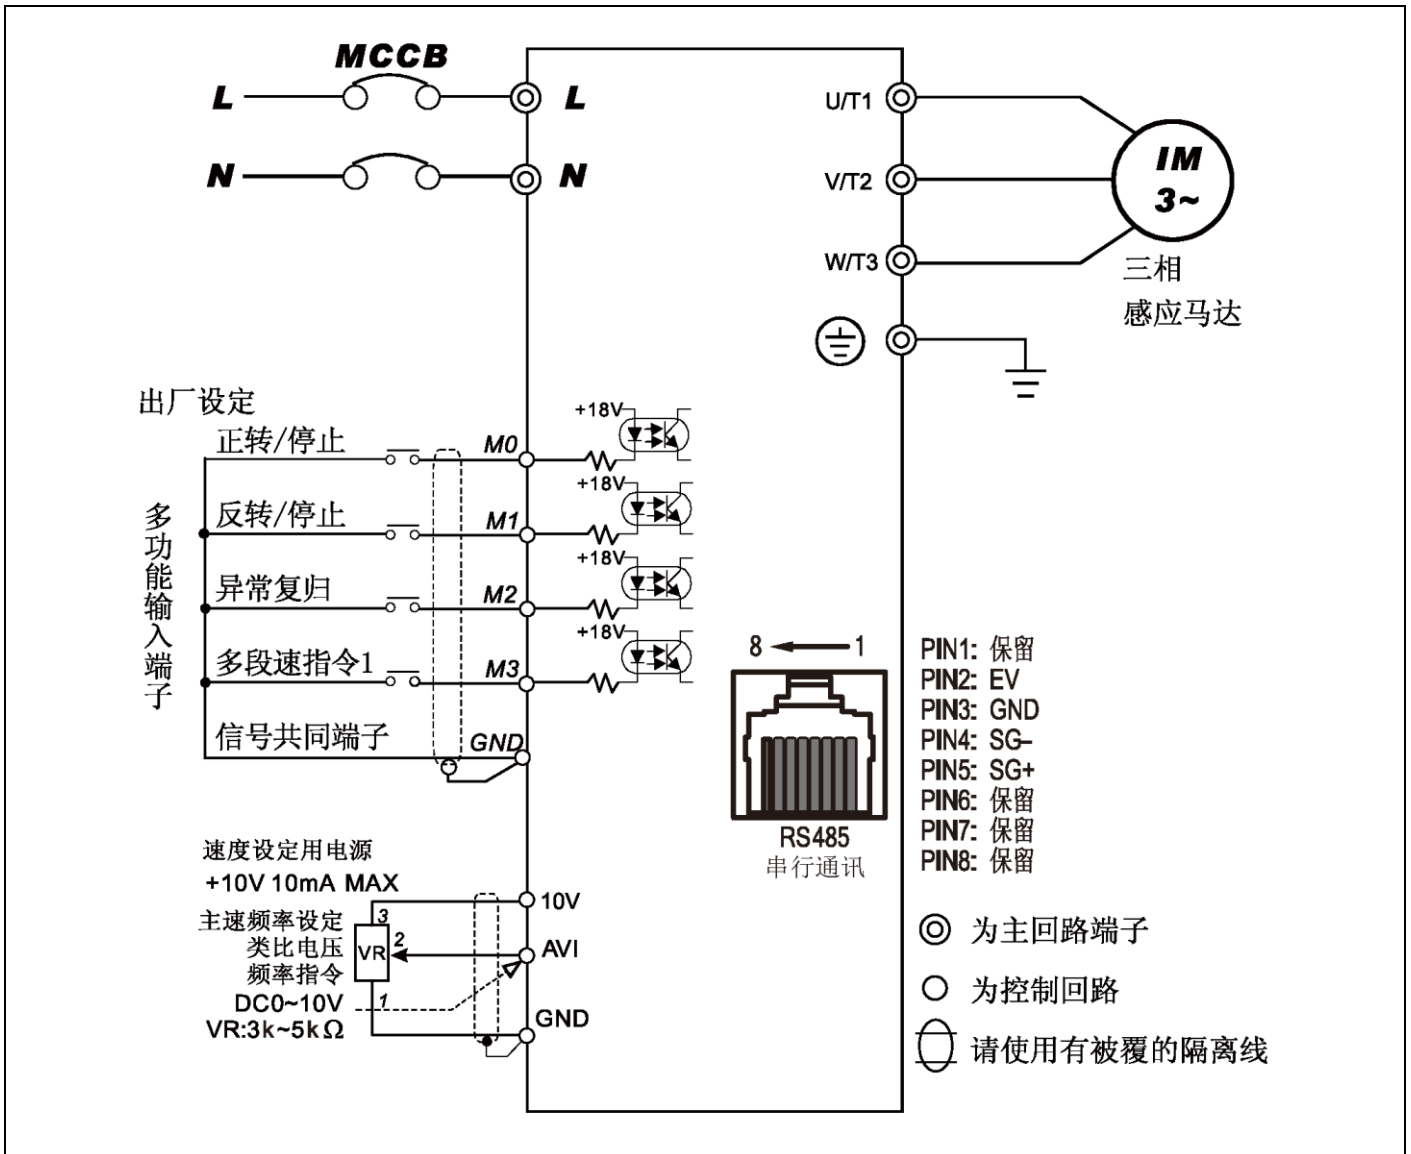 MCCB
L
L
N
N
U/T1
V/T2
W/T3
IM
3~
三相
感应马达
出厂设定
多功能输入端子
正转/停止
M0
+18V
反转/停止
M1
+18V
异常复归
M2
+18V
多段速指令1
M3
+18V
信号共同端子
GND
8
1
RS485
串行通讯
PIN1: 保留
PIN2: EV
PIN3: GND
PIN4: SG–
PIN5: SG+
PIN6: 保留
PIN7: 保留
PIN8: 保留
速度设定用电源
+10V 10mA MAX
主速频率设定
类比电压
频率指令
DC0~10V
VR:3k~5kΩ
3
VR
2
1
10V
AVI
GND
为主回路端子
为控制回路
请使用有被覆的隔离线